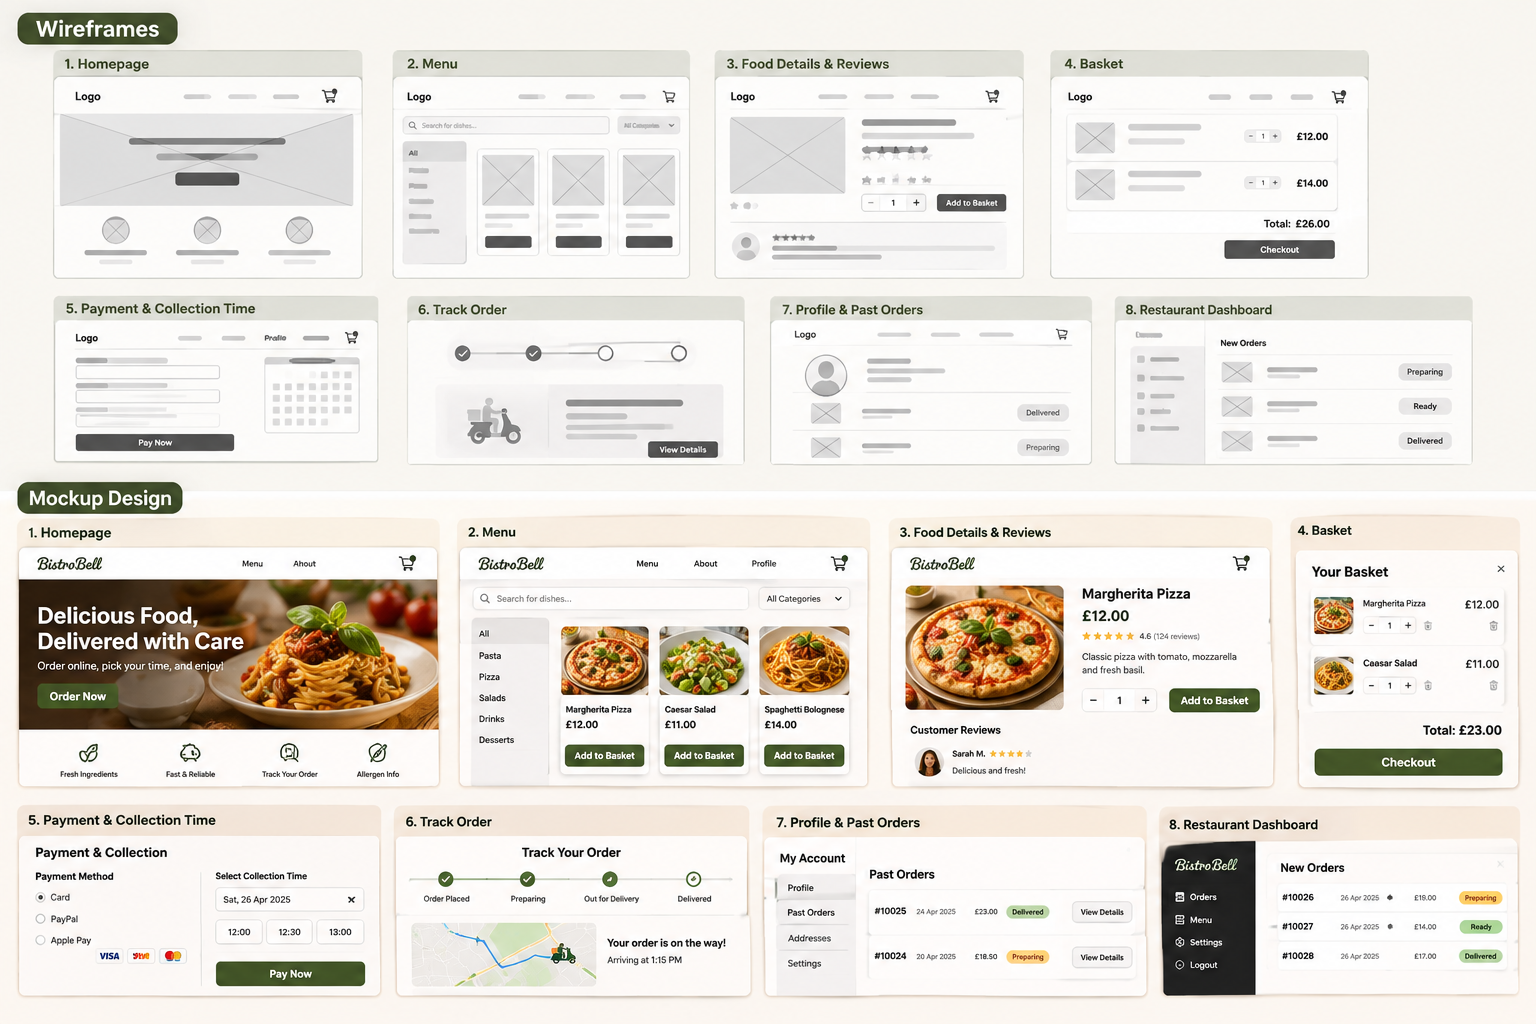 Wireframes
1. Homepage
Logo
2. Menu
Logo
Search for dishes...
All Categories
All
3. Food Details & Reviews
Logo
− 1 +
Add to Basket
4. Basket
Logo
− 1 +
£12.00
− 1 +
£14.00
Total: £26.00
Checkout
5. Payment & Collection Time
Logo
Profile
Pay Now
6. Track Order
View Details
7. Profile & Past Orders
Logo
Delivered
Preparing
8. Restaurant Dashboard
New Orders
Preparing
Ready
Delivered
Mockup Design
1. Homepage
BistroBell
Menu
About
Delicious Food,
Delivered with Care
Order online, pick your time, and enjoy!
Order Now
Fresh Ingredients
Fast & Reliable
Track Your Order
Allergen Info
2. Menu
BistroBell
Menu
About
Profile
Search for dishes...
All Categories
All
Pasta
Pizza
Salads
Drinks
Desserts
Margherita Pizza
£12.00
Add to Basket
Caesar Salad
£11.00
Add to Basket
Spaghetti Bolognese
£14.00
Add to Basket
3. Food Details & Reviews
BistroBell
Margherita Pizza
£12.00
4.6 (124 reviews)
Classic pizza with tomato, mozzarella
and fresh basil.
− 1 +
Add to Basket
Customer Reviews
Sarah M.
Delicious and fresh!
4. Basket
Your Basket
Margherita Pizza
£12.00
− 1 +
Caasar Salad
£11.00
− 1 +
Total: £23.00
Checkout
5. Payment & Collection Time
Payment & Collection
Payment Method
Card
PayPal
Apple Pay
VISA
Select Collection Time
Sat, 26 Apr 2025
12:00
12:30
13:00
Pay Now
6. Track Order
Track Your Order
Order Placed
Preparing
Out for Delivery
Delivered
Your order is on the way!
Arriving at 1:15 PM
7. Profile & Past Orders
My Account
Profile
Past Orders
Addresses
Settings
Past Orders
#10025
24 Apr 2025
£23.00
Delivered
View Details
#10024
20 Apr 2025
£18.50
Preparing
View Details
8. Restaurant Dashboard
BistroBell
Orders
Menu
Settings
Logout
New Orders
#10026
26 Apr 2025
£19.00
Preparing
#10027
26 Apr 2025
£14.00
Ready
#10028
26 Apr 2025
£17.00
Dalivered